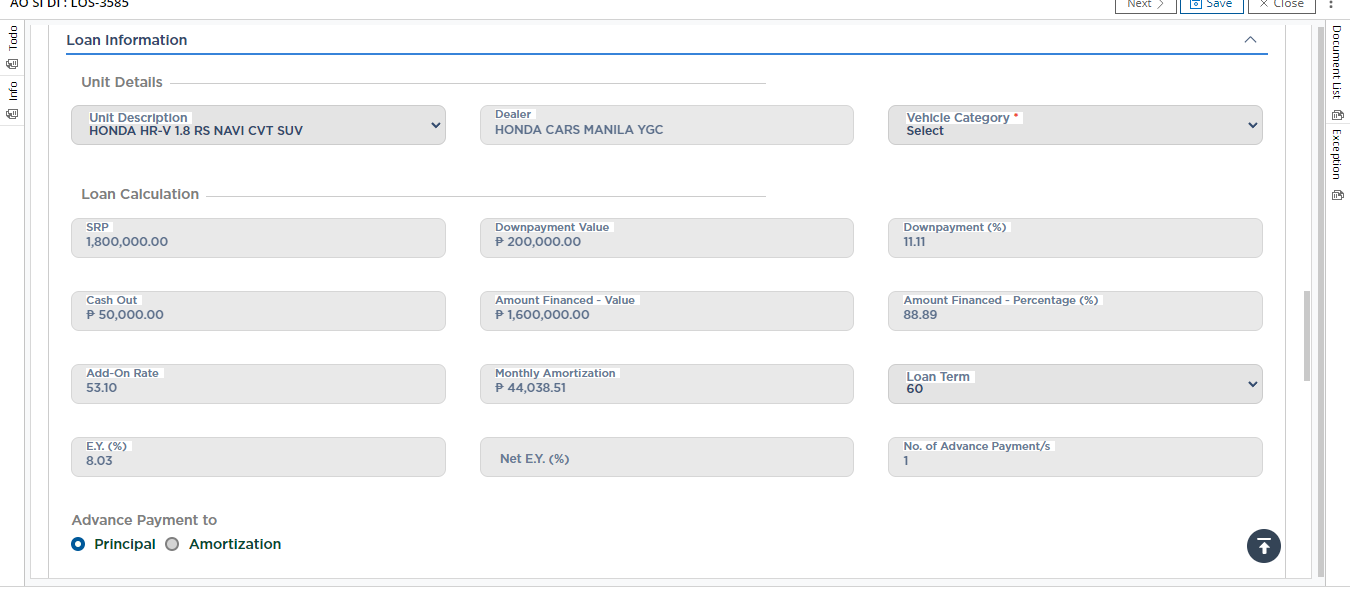 AO SI DI : LOS-3585
Next
Save
Close
Todo
Info
Document List
Exception
Loan Information
Unit Details
Unit Description
HONDA HR-V 1.8 RS NAVI CVT SUV
Dealer
HONDA CARS MANILA YGC
Vehicle Category *
Select
Loan Calculation
SRP
1,800,000.00
Downpayment Value
₱ 200,000.00
Downpayment (%)
11.11
Cash Out
₱ 50,000.00
Amount Financed - Value
₱ 1,600,000.00
Amount Financed - Percentage (%)
88.89
Add-On Rate
53.10
Monthly Amortization
₱ 44,038.51
Loan Term
60
E.Y. (%)
8.03
Net E.Y. (%)
No. of Advance Payment/s
1
Advance Payment to
Principal
Amortization